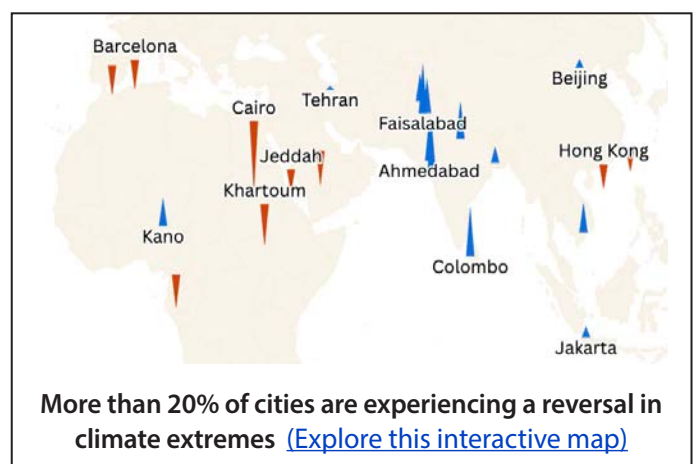 Barcelona
Beijing
Tehran
Cairo
Faisalabad
Hong Kong
Jeddah
Ahmedabad
Khartoum
Kano
Colombo
Jakarta
More than 20% of cities are experiencing a reversal in
climate extremes (Explore this interactive map)